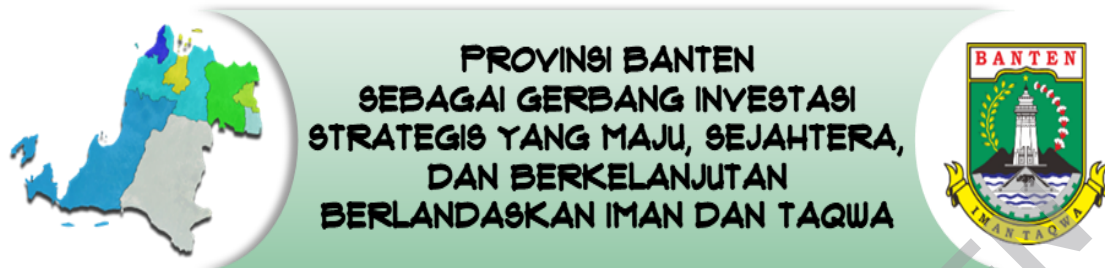 PROVINSI BANTEN
SEBAGAI GERBANG INVESTASI
STRATEGIS YANG MAJU, SEJAHTERA,
DAN BERKELANJUTAN
BERLANDASKAN IMAN DAN TAQWA
BANTEN
IMAN TAQWA